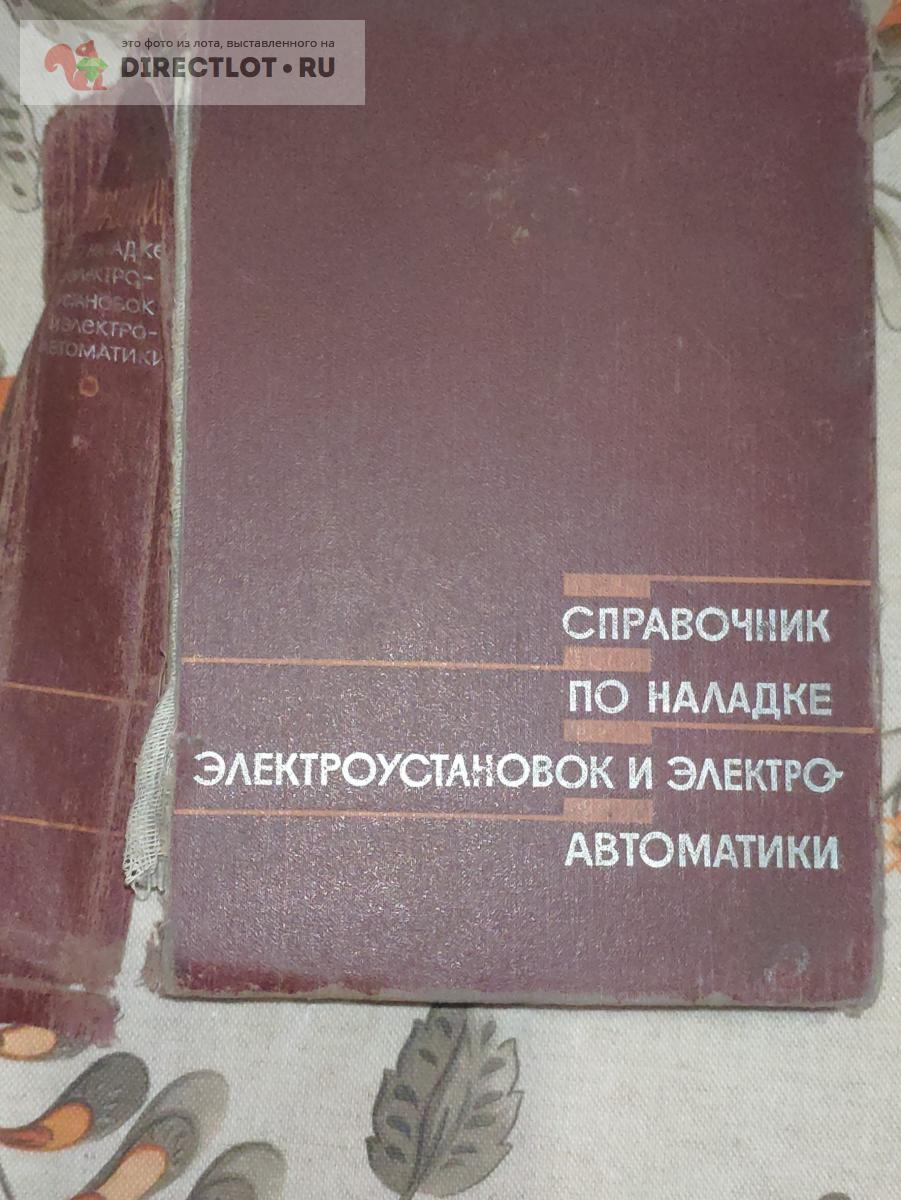 это фото из лота, выставленного на
DIRECTLOT•RU
ЭЛЕКТРО-
УСТАНОВОК
И ЭЛЕКТРО-
АВТОМАТИКИ
СПРАВОЧНИК
ПО НАЛАДКЕ
ЭЛЕКТРОУСТАНОВОК И ЭЛЕКТРО-
АВТОМАТИКИ